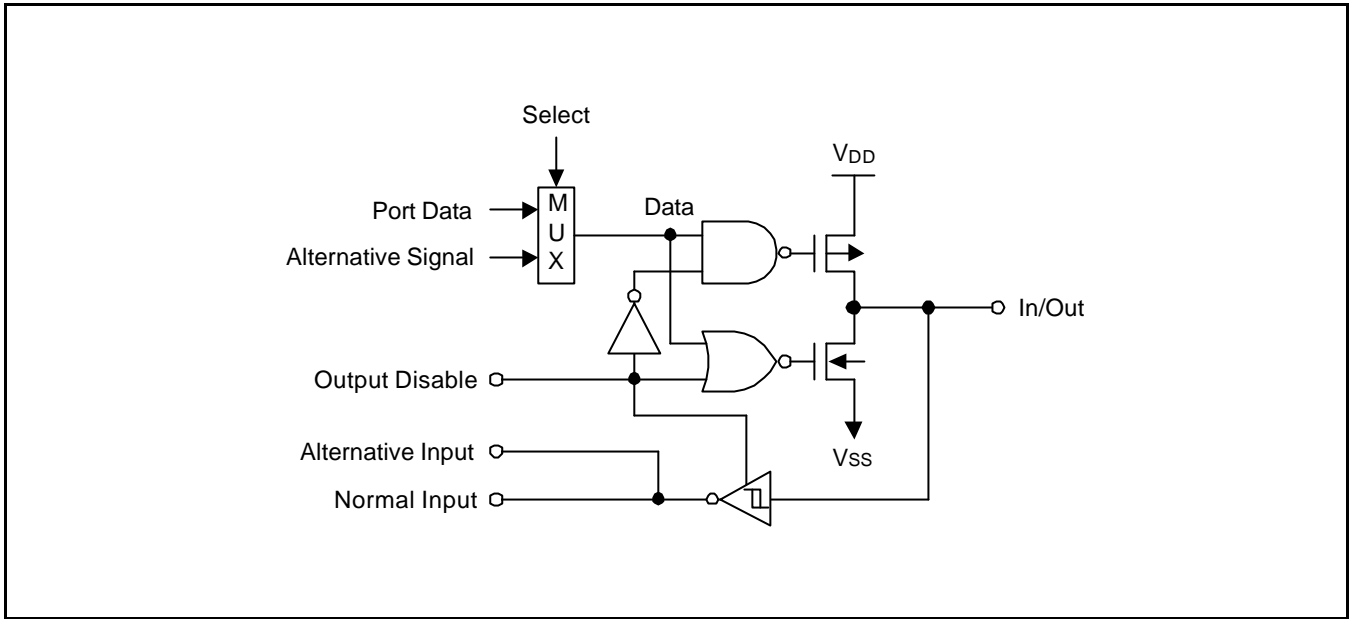 Select
VDD
Port Data
M
U
X
Data
Alternative Signal
In/Out
Output Disable
Alternative Input
VSS
Normal Input